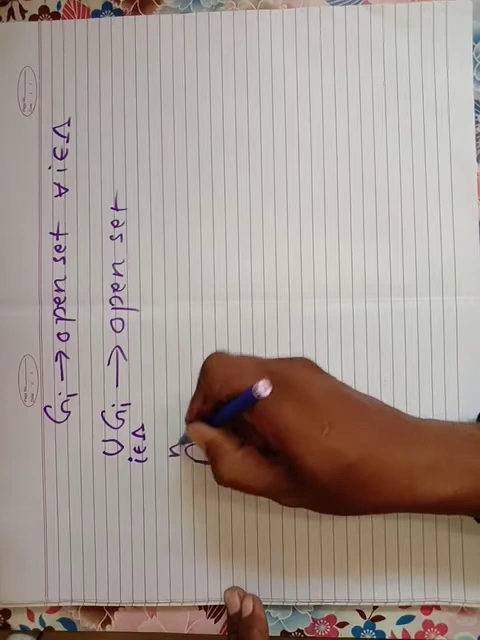 Gi → open set ∀ i ∈ Δ
∪ Gi → open set
i ∈ Δ
n